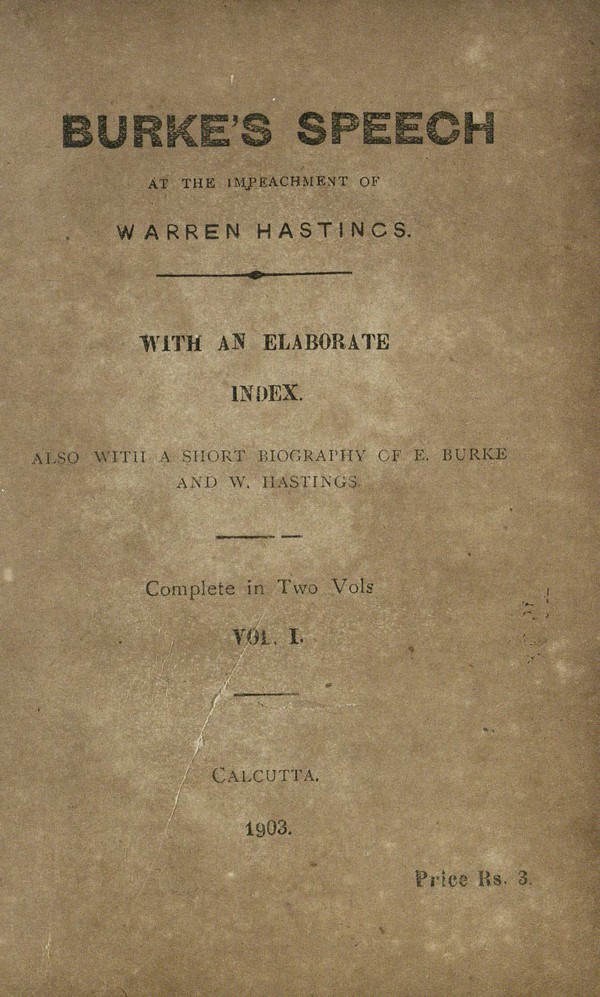 BURKE'S SPEECH
AT THE IMPEACHMENT OF
WARREN HASTINGS.
WITH AN ELABORATE
INDEX.
ALSO WITH A SHORT BIOGRAPHY OF E. BURKE
AND W. HASTINGS.
Complete in Two Vols
VOL. I.
CALCUTTA.
1903.
Price Rs. 3.